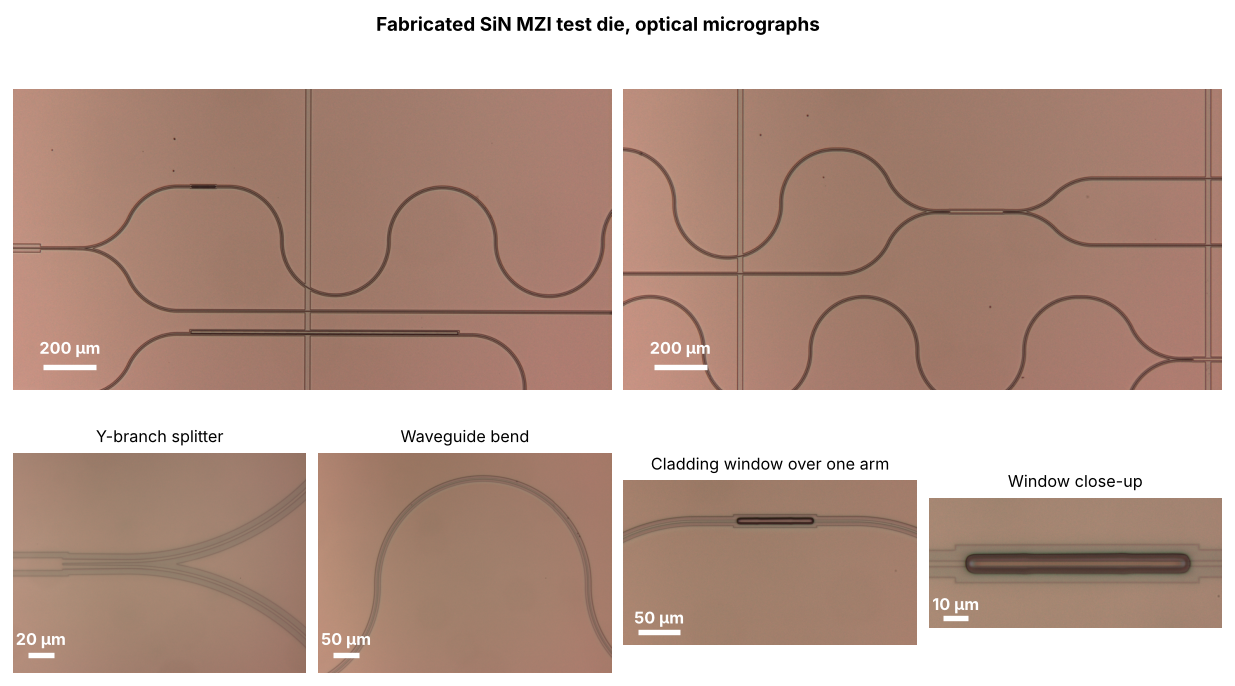 Fabricated SiN MZI test die, optical micrographs
200 µm
200 µm
Y-branch splitter
Waveguide bend
Cladding window over one arm
Window close-up
20 µm
50 µm
50 µm
10 µm